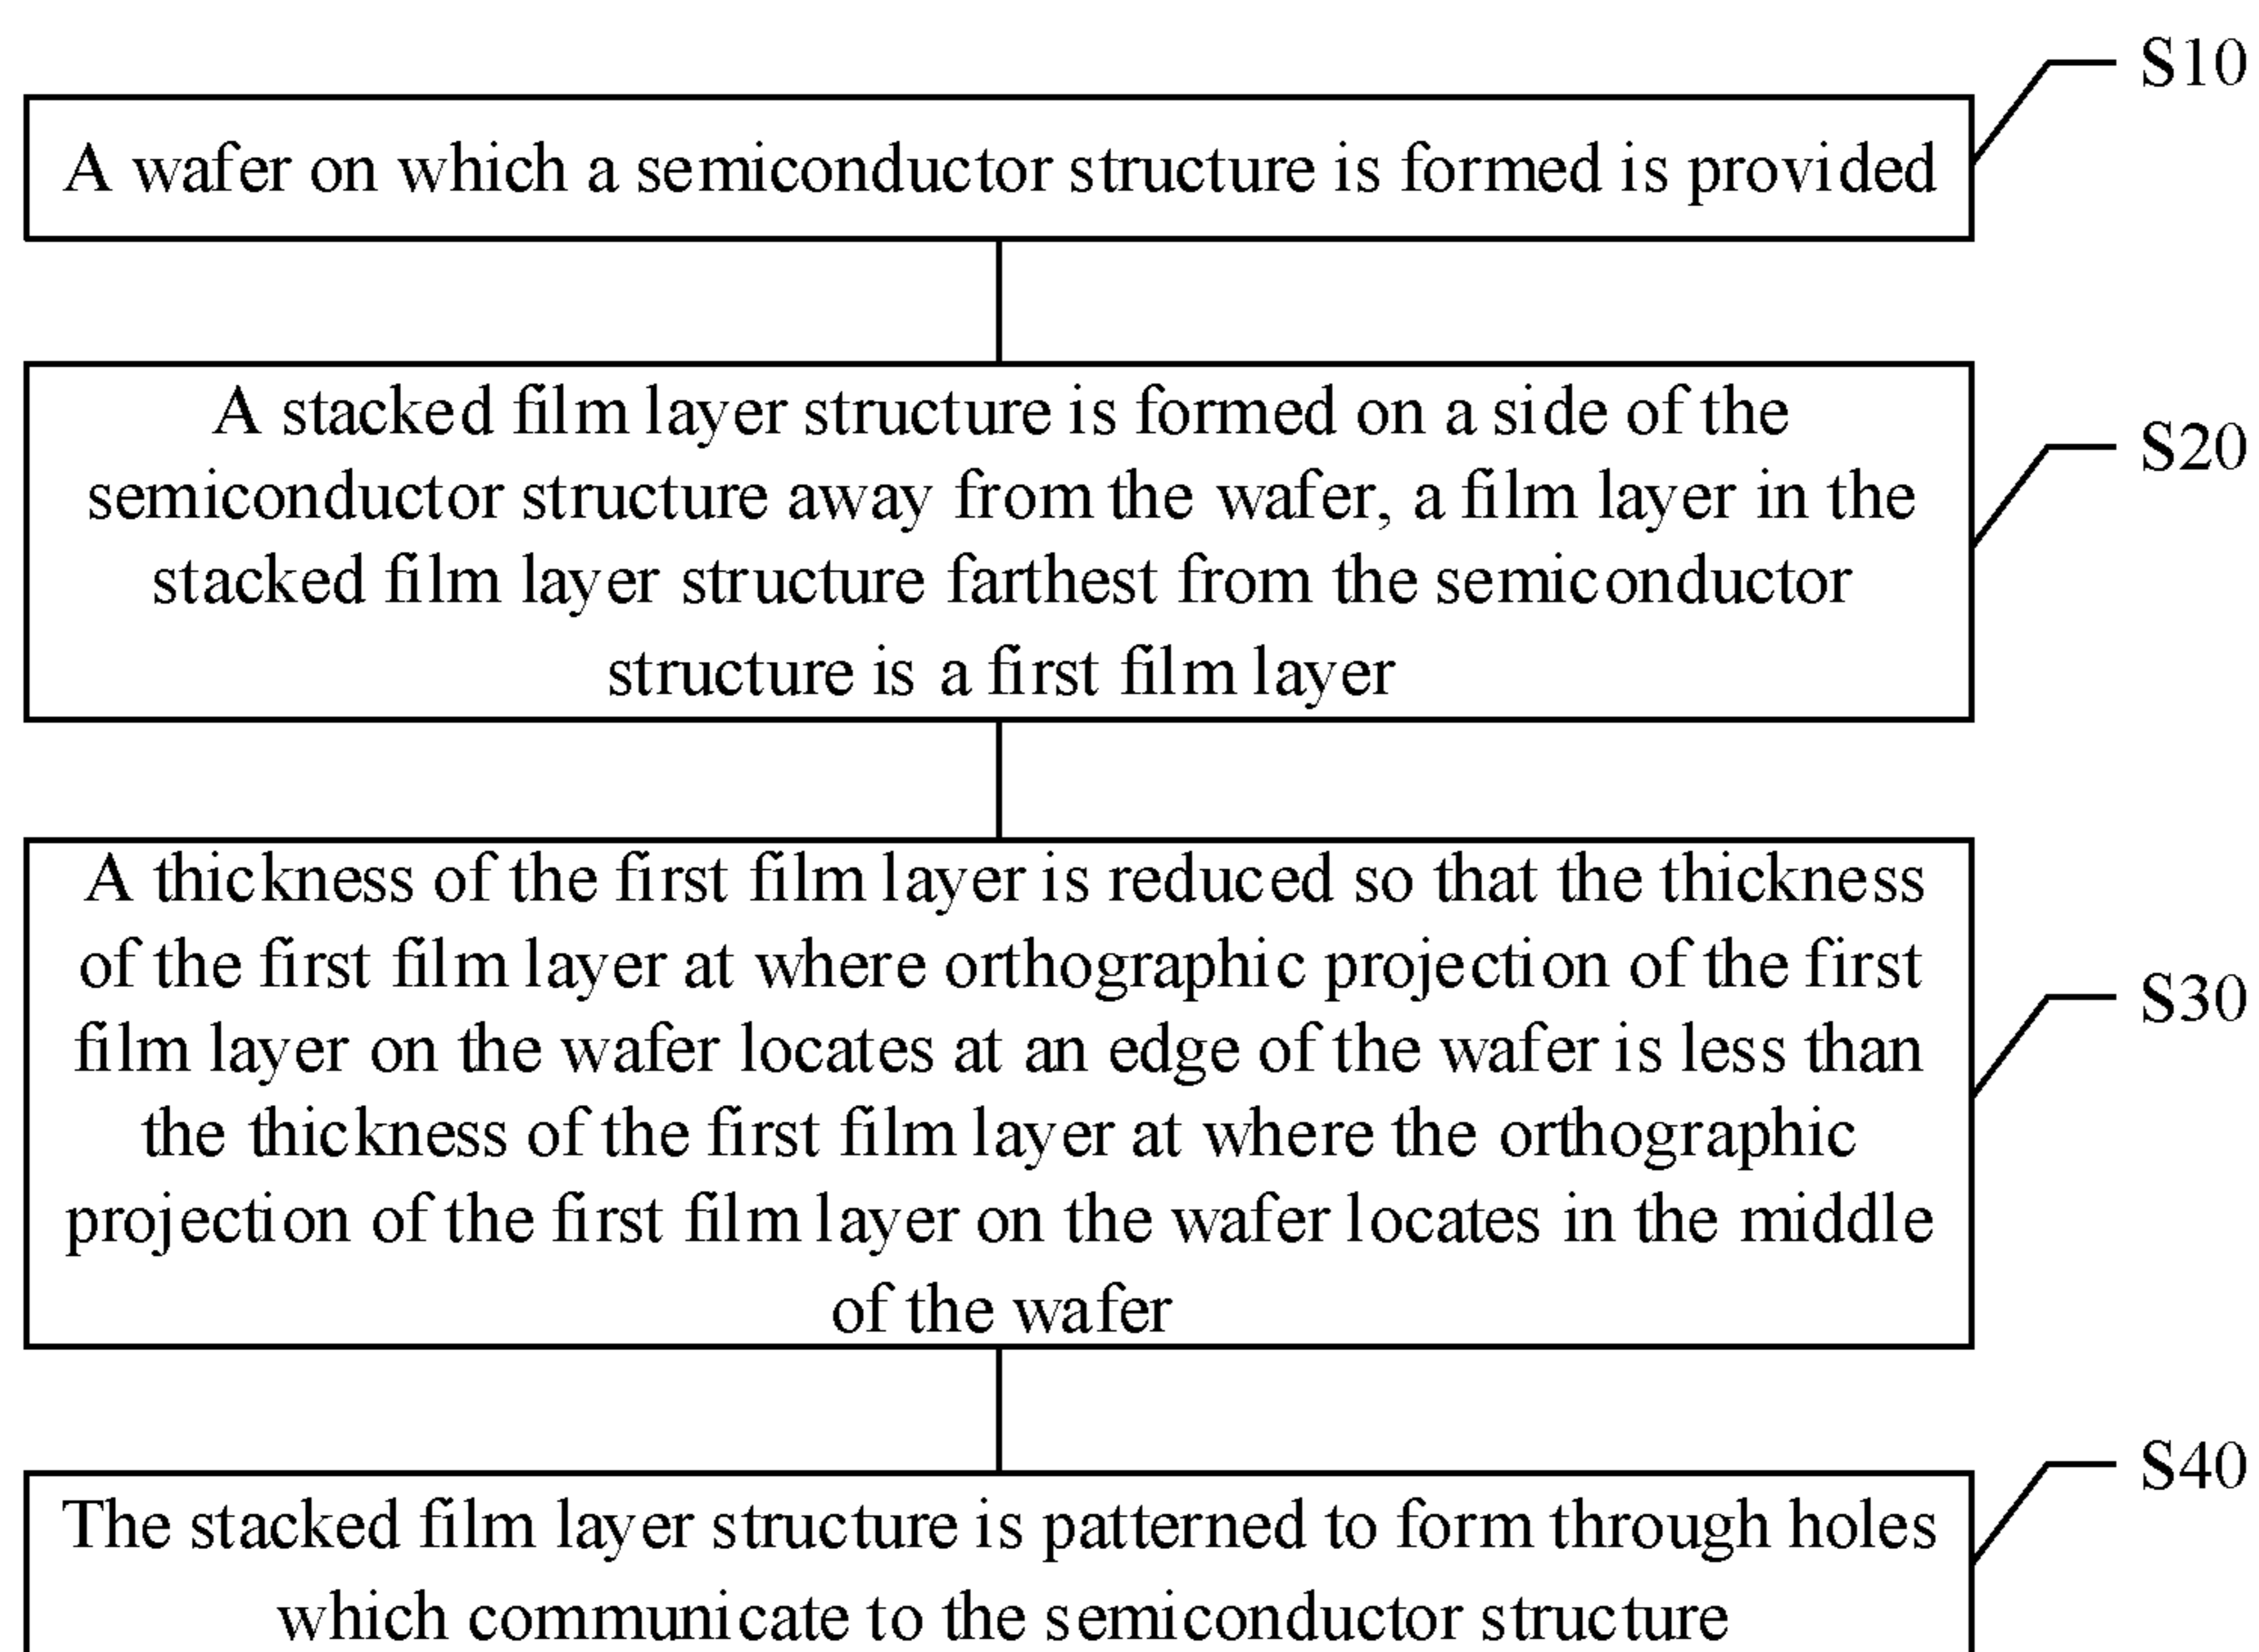 S10
A wafer on which a semiconductor structure is formed is provided
A stacked film layer structure is formed on a side of the
S20
semiconductor structure away from the wafer, a film layer in the
stacked film layer structure farthest from the semiconductor
structure is a first film layer
A thickness of the first film layer is reduced so that the thickness
of the first film layer at where orthographic projection of the first
S30
film layer on the wafer locates at an edge of the wafer is less than
the thickness of the first film layer at where the orthographic
projection of the first film layer on the wafer locates in the middle
of the wafer
S40
The stacked film layer structure is patterned to form through holes
which communicate to the semiconductor structure